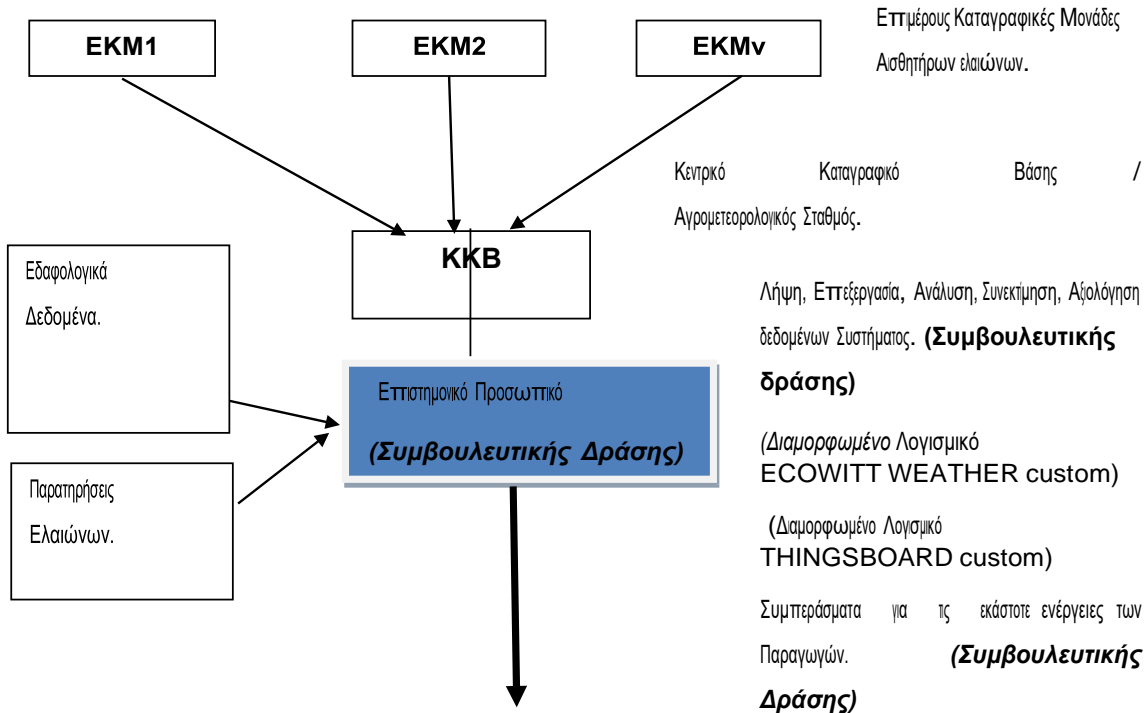 ΕΚΜ1
ΕΚΜ2
ΕΚΜν
Επιμέρους Καταγραφικές Μονάδες
Αισθητήρων ελαιώνων.
Κεντρικό Καταγραφικό Βάσης /
Αγρομετεορολογικός Σταθμός.
ΚΚΒ
Εδαφολογικά
Δεδομένα.
Λήψη, Επεξεργασία, Ανάλυση, Συνεκτίμηση, Αξιολόγηση
δεδομένων Συστήματος. (Συμβουλευτικής
δράσης)
Επιστημονικό Προσωπικό
(Συμβουλευτικής Δράσης)
(Διαμορφωμένο Λογισμικό
ECOWITT WEATHER custom)
Παρατηρήσεις
Ελαιώνων.
(Διαμορφωμένο Λογισμικό
THINGSBOARD custom)
Συμπεράσματα για τις εκάστοτε ενέργειες των
Παραγωγών. (Συμβουλευτικής
Δράσης)